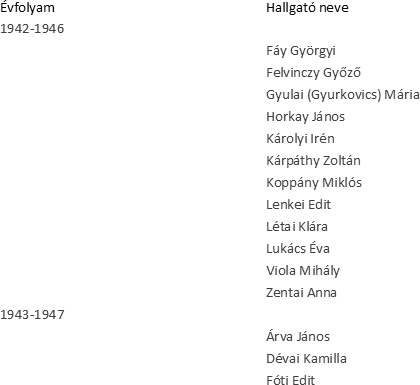 Évfolyam Hallgató neve
1942-1946
Fáy Györgyi
Felvinczy Győző
Gyulai (Gyurkovics) Mária
Horkay János
Károlyi Irén
Kárpáthy Zoltán
Koppány Miklós
Lenkei Edit
Létai Klára
Lukács Éva
Viola Mihály
Zentai Anna
1943-1947
Árva János
Dévai Kamilla
Fóti Edit